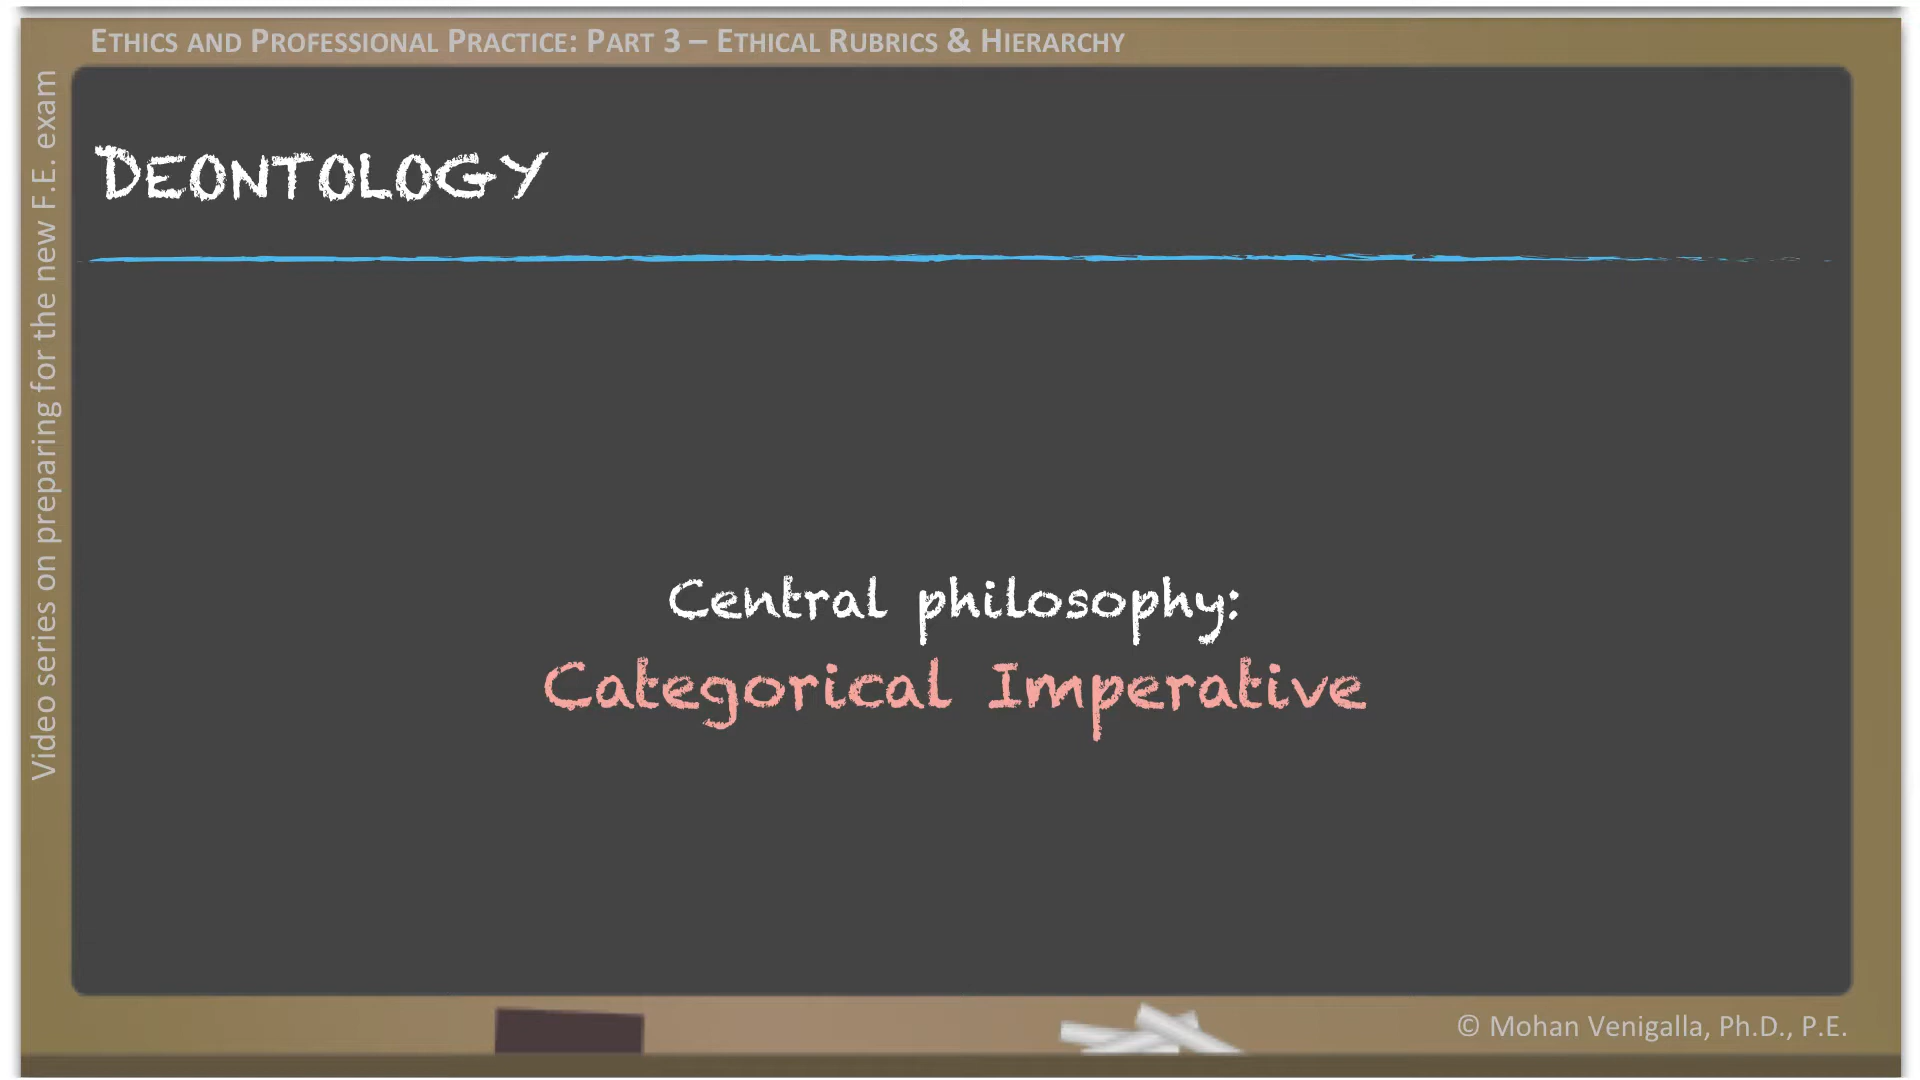 ETHICS AND PROFESSIONAL PRACTICE: PART 3 – ETHICAL RUBRICS & HIERARCHY
Video series on preparing for the new F.E. exam
DEONTOLOGY
Central philosophy:
Categorical Imperative
© Mohan Venigalla, Ph.D., P.E.